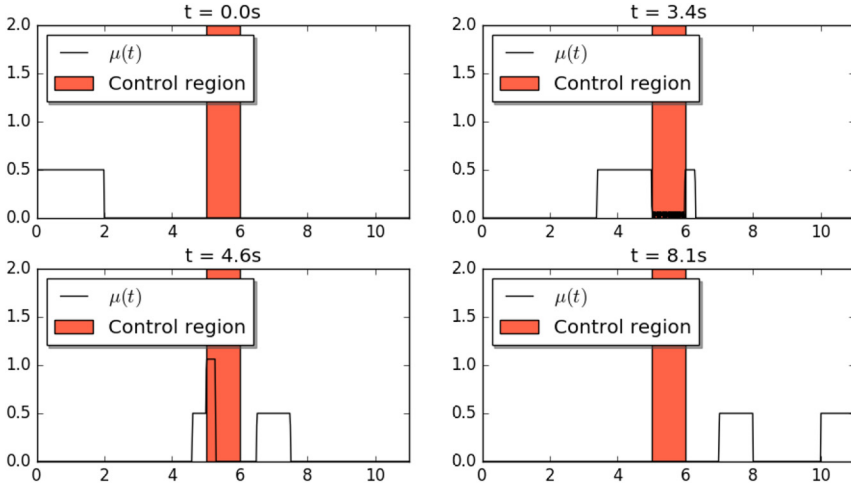 t = 0.0s
2.0
1.5
1.0
0.5
0.0
μ(t)
Control region
0 2 4 6 8 10
t = 3.4s
2.0
1.5
1.0
0.5
0.0
μ(t)
Control region
0 2 4 6 8 10
t = 4.6s
2.0
1.5
1.0
0.5
0.0
μ(t)
Control region
0 2 4 6 8 10
t = 8.1s
2.0
1.5
1.0
0.5
0.0
μ(t)
Control region
0 2 4 6 8 10